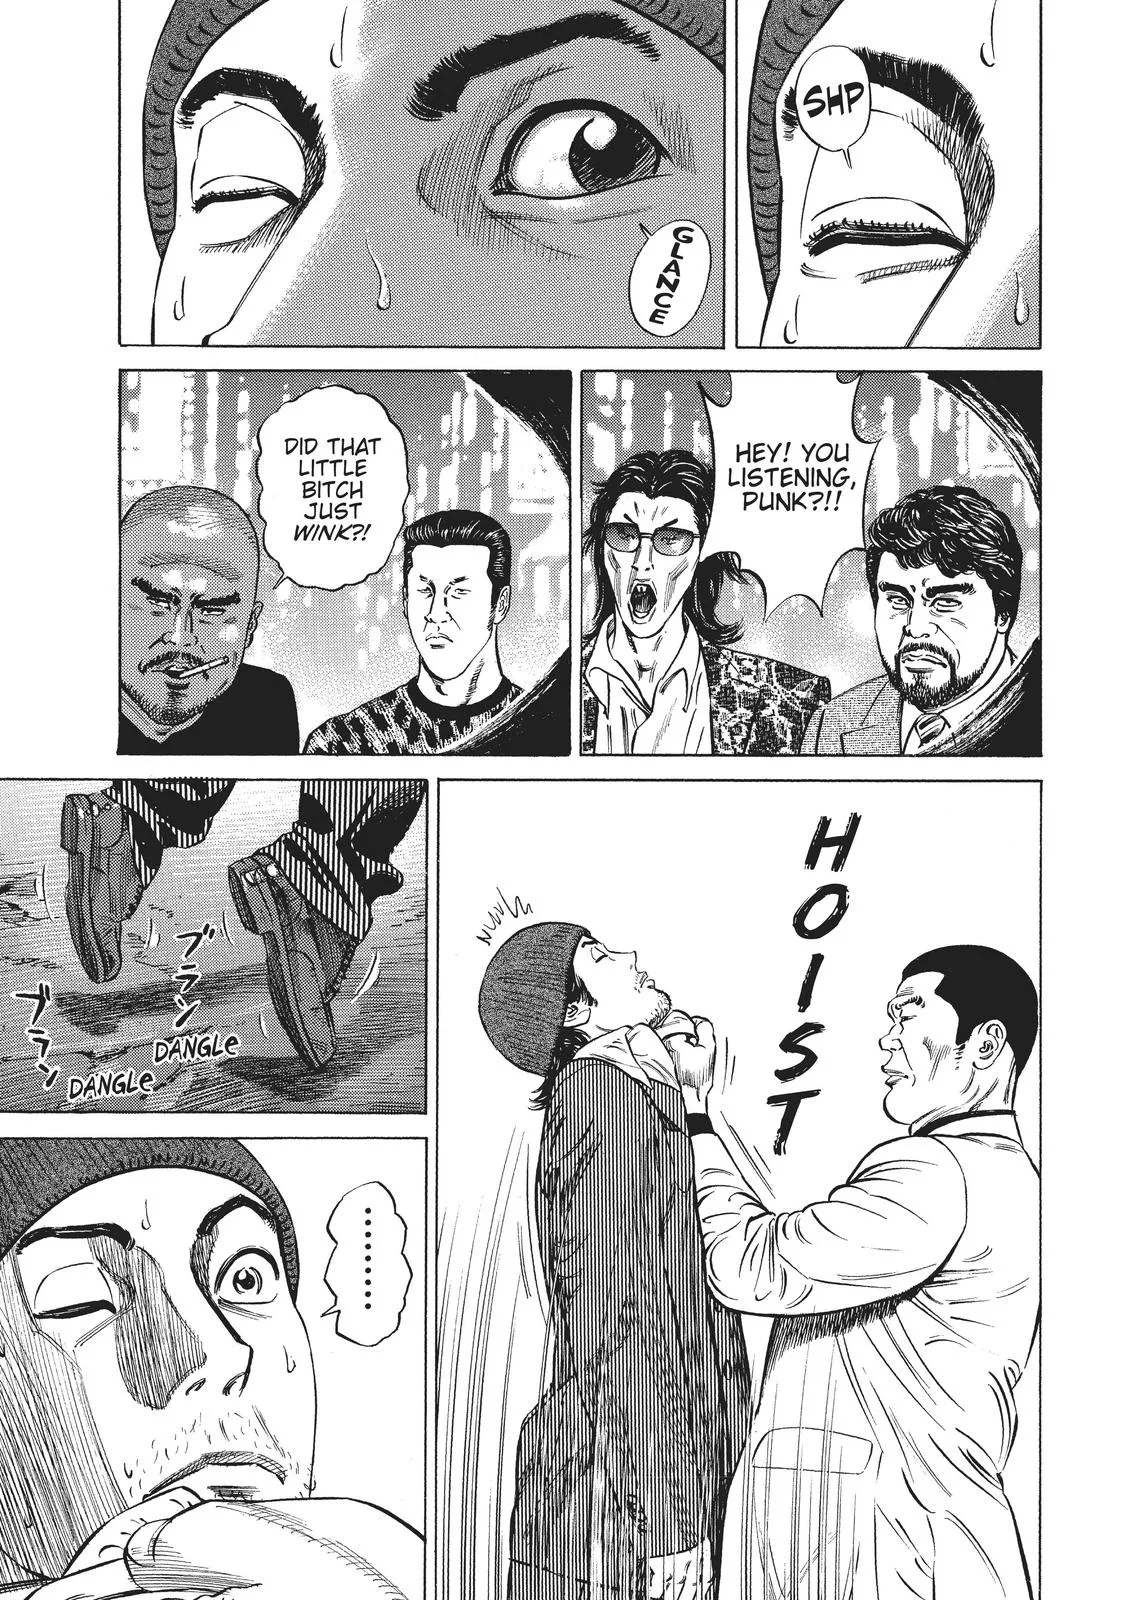 SHP
GLANCE
HEY! YOU
LISTENING,
PUNK?!!
DID THAT
LITTLE
BITCH
JUST
WINK?!
HOIST
ブラン
DANGLe
ブラン
DANGLe
........